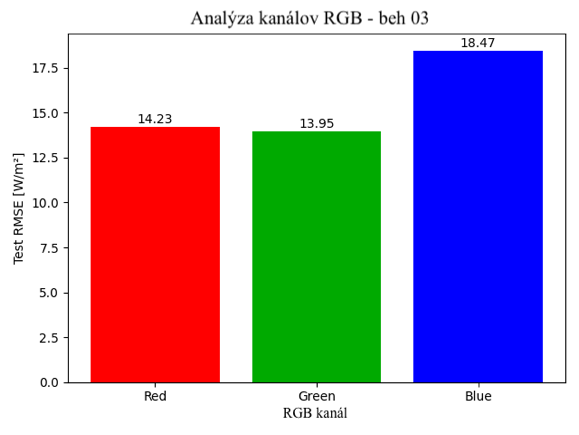 Analýza kanálov RGB - beh 03
Test RMSE [W/m²]
17.5
15.0
12.5
10.0
7.5
5.0
2.5
0.0
14.23
13.95
18.47
Red
Green
Blue
RGB kanál